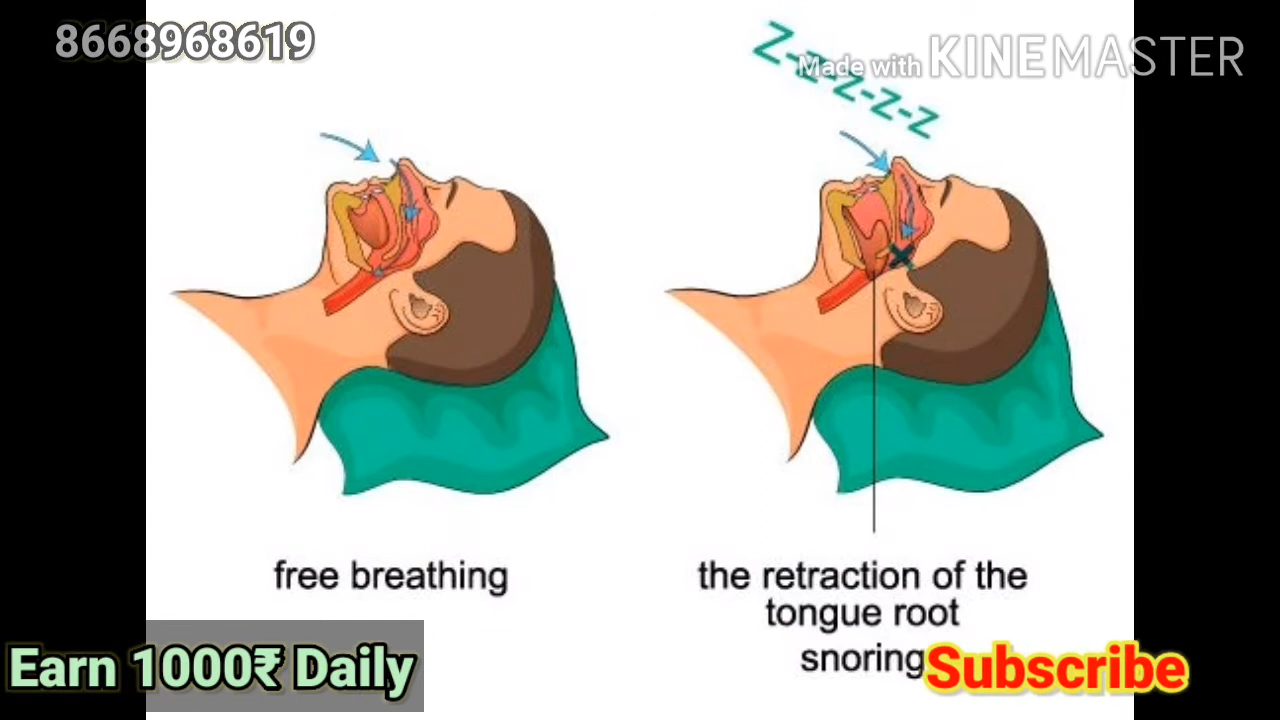 8668968619
Z-z-z-z-z
Made with KINEMASTER
free breathing
the retraction of the
tongue root
snoring
Earn 1000₹ Daily
Subscribe